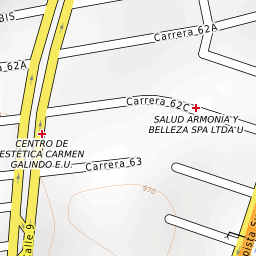 BIS
Carrera 62A
62A
Carrera 62C
SALUD ARMONIA Y
BELLEZA SPA LTDA U
CENTRO DE
ESTÉTICA CARMEN
GALINDO E.U.
Carrera 63
970
Calle 9